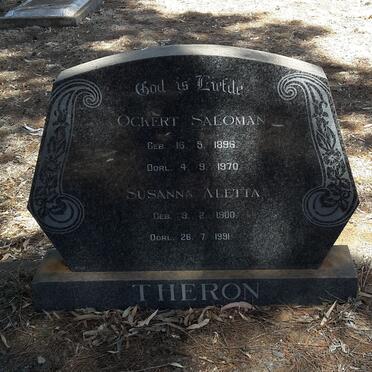 God is Liefde
OCKERT SALOMAN
GEB. 16. 5. 1896
OORL. 4. 9. 1970
SUSANNA ALETTA
GEB. 9. 2. 1900
OORL. 26. 7. 1991
THERON